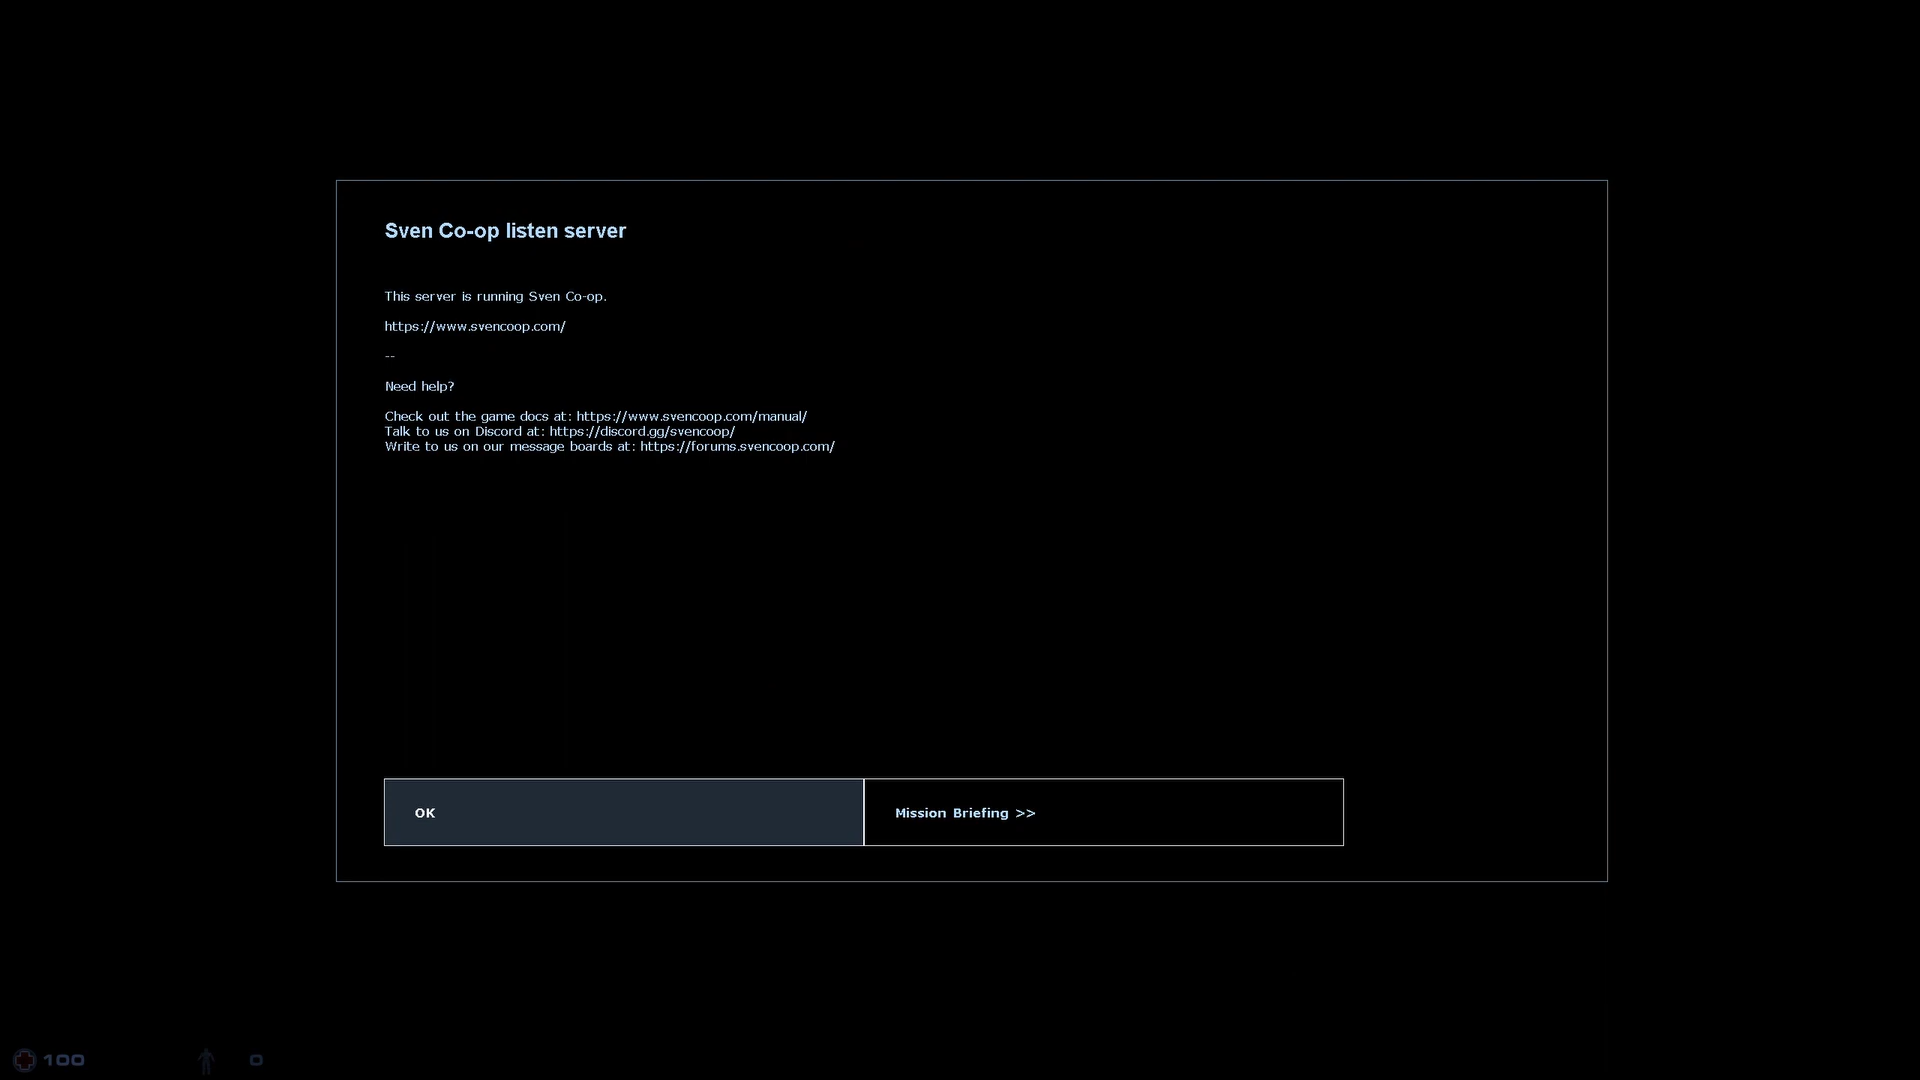 Sven Co-op listen server
This server is running Sven Co-op.
https://www.svencoop.com/
--
Need help?
Check out the game docs at: https://www.svencoop.com/manual/
Talk to us on Discord at: https://discord.gg/svencoop/
Write to us on our message boards at: https://forums.svencoop.com/
OK
Mission Briefing >>
100
0